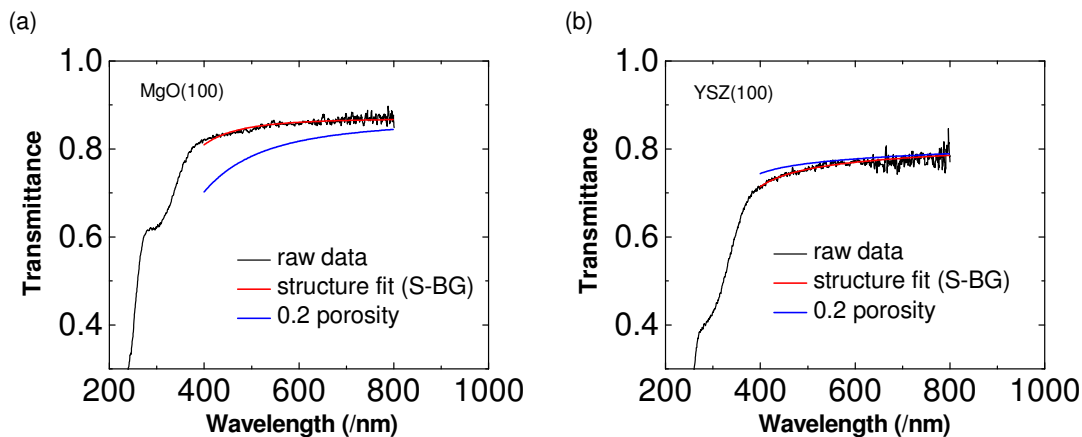 (a)
1.0
MgO(100)
0.8
Transmittance
0.6
raw data
structure fit (S-BG)
0.2 porosity
0.4
200 400 600 800 1000
Wavelength (/nm)
(b)
1.0
YSZ(100)
0.8
Transmittance
0.6
raw data
structure fit (S-BG)
0.2 porosity
0.4
200 400 600 800 1000
Wavelength (/nm)